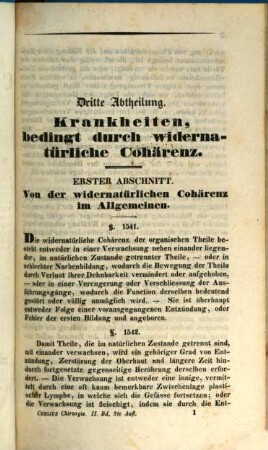 Dritte Abtheilung.
Krankheiten,
bedingt durch widerna-
türliche Cohärenz.
ERSTER ABSCHNITT.
Von der widernatürlichen Cohärenz
im Allgemeinen.
§. 1541.
Die widernatürliche Cohärenz der organischen Theile be-
steht entweder in einer Verwachsung neben einander liegen-
der, im natürlichen Zustande getrennter Theile, — oder in
schlechter Narbenbildung, wodurch die Bewegung der Theile
durch Verlust ihrer Dehnbarkeit vermindert oder aufgehoben,
— oder in einer Verengerung oder Verschliessung der Aus-
führungsgänge, wodurch die Function derselben bedeutend
gestört oder völlig unmöglich wird. — Sie ist überhaupt
entweder Folge einer vorausgegangenen Entzündung, oder
Fehler der ersten Bildung und angeboren.
§. 1542.
Damit Theile, die im natürlichen Zustande getrennt sind,
mit einander verwachsen, wird ein gehöriger Grad von Ent-
zündung, Zerstörung der Oberhaut und längere Zeit hin-
durch fortgesetzte gegenseitige Berührung derselben erfor-
dert. — Die Verwachsung ist entweder eine innige, vermit-
telt durch eine oft kaum bemerkbare Zwischenlage plasti-
scher Lymphe, in welche sich die Gefässe fortsetzen; oder
die Verwachsung ist fleischigt, indem sie durch die Ent-
CHELIUS Chirurgie. II. Bd. 5te Aufl. 1